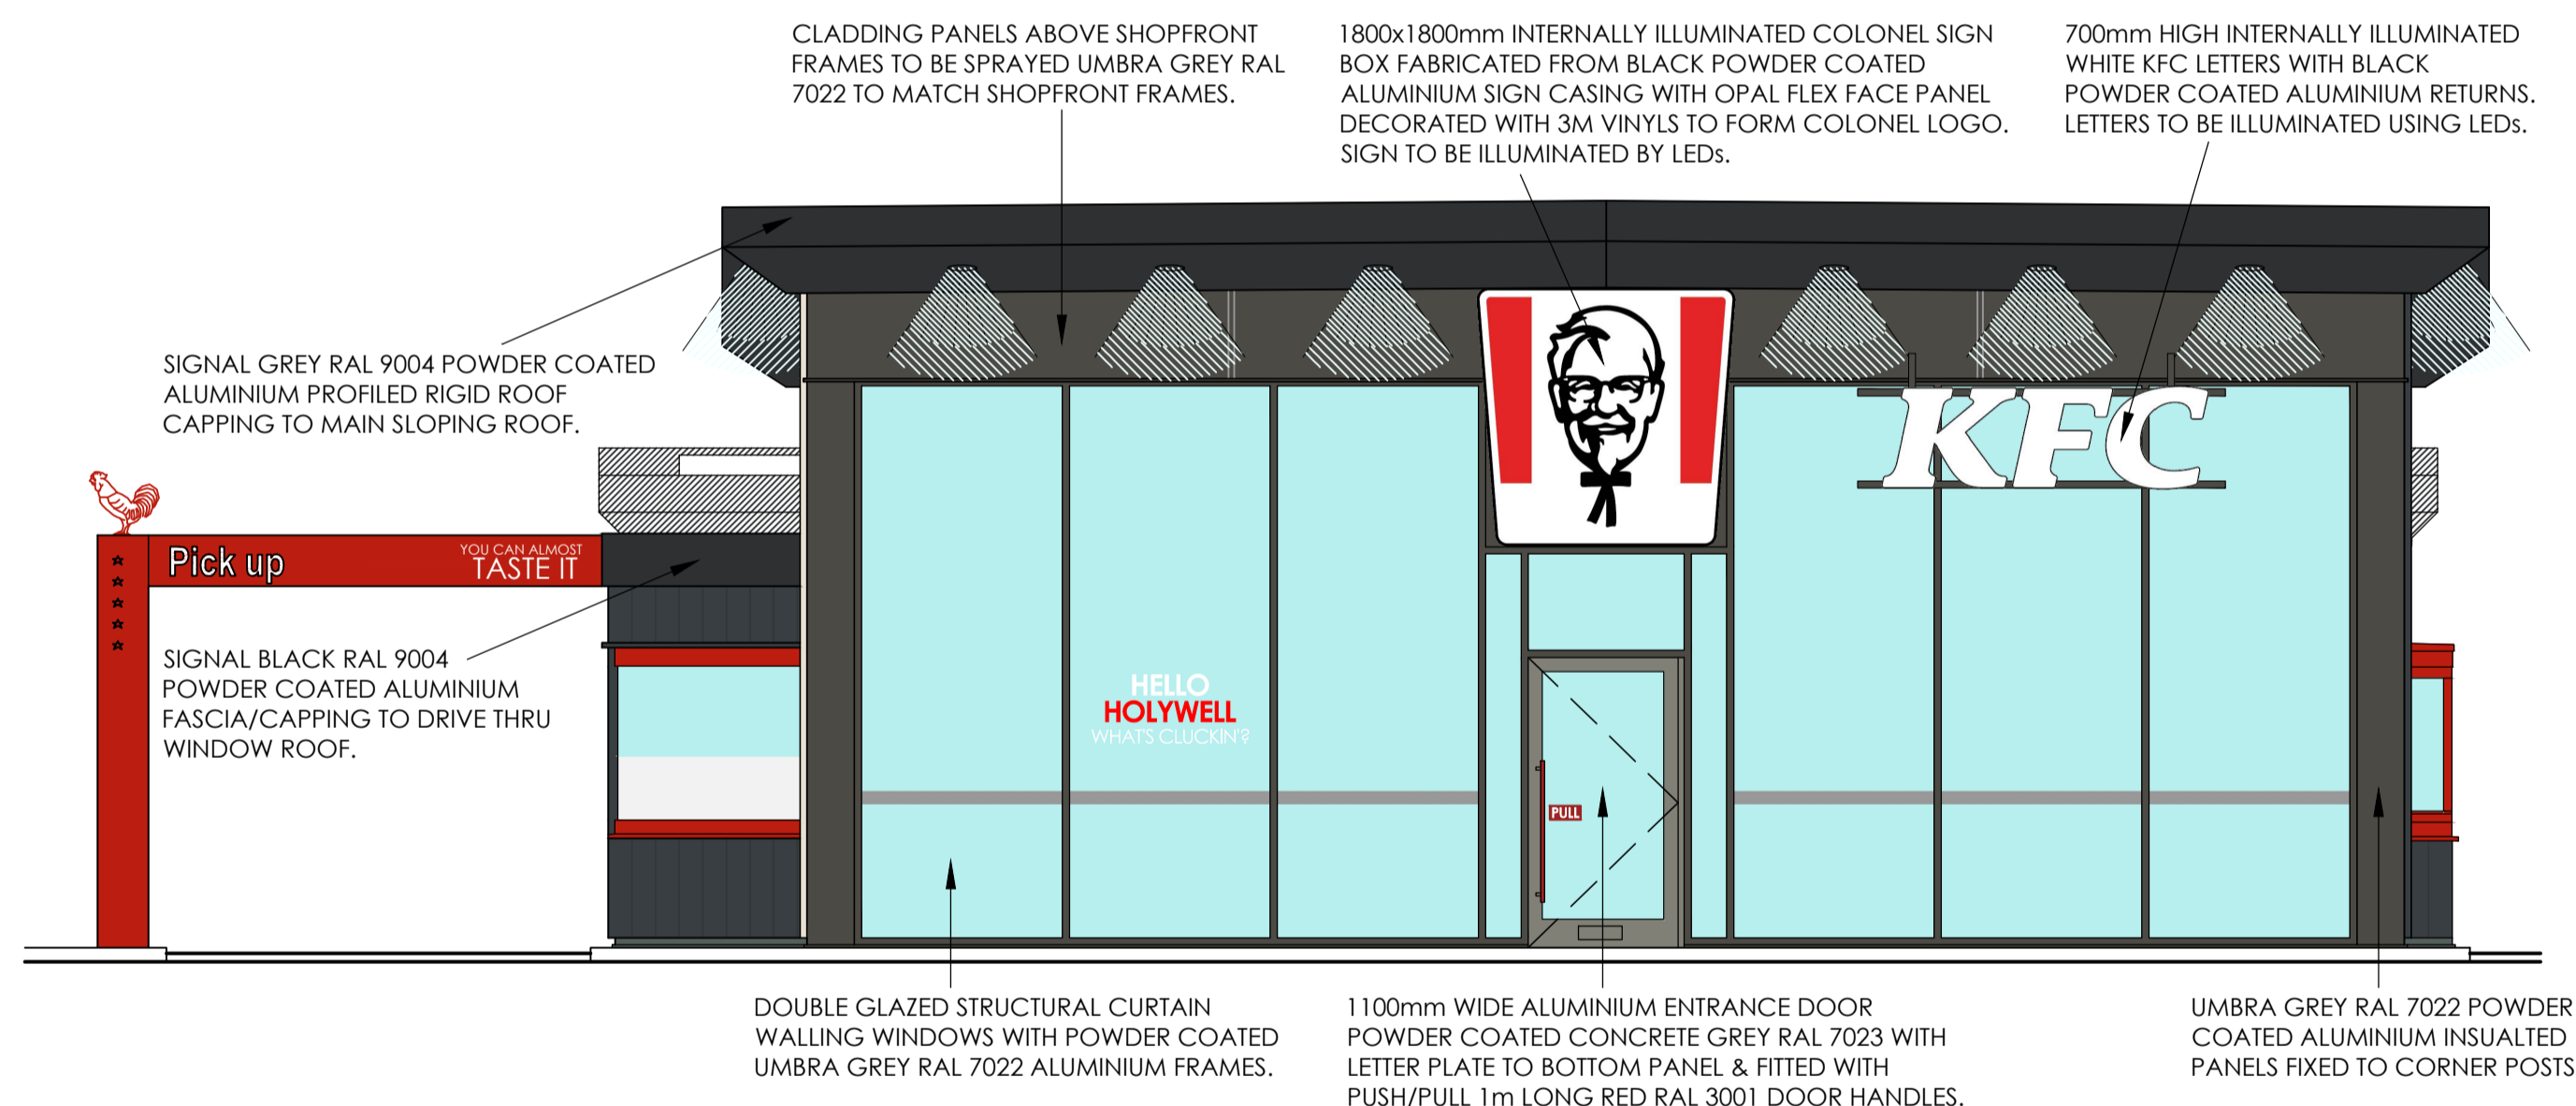 CLADDING PANELS ABOVE SHOPFRONT
FRAMES TO BE SPRAYED UMBRA GREY RAL
7022 TO MATCH SHOPFRONT FRAMES.
1800x1800mm INTERNALLY ILLUMINATED COLONEL SIGN
BOX FABRICATED FROM BLACK POWDER COATED
ALUMINIUM SIGN CASING WITH OPAL FLEX FACE PANEL
DECORATED WITH 3M VINYLS TO FORM COLONEL LOGO.
SIGN TO BE ILLUMINATED BY LEDs.
700mm HIGH INTERNALLY ILLUMINATED
WHITE KFC LETTERS WITH BLACK
POWDER COATED ALUMINIUM RETURNS.
LETTERS TO BE ILLUMINATED USING LEDs.
SIGNAL GREY RAL 9004 POWDER COATED
ALUMINIUM PROFILED RIGID ROOF
CAPPING TO MAIN SLOPING ROOF.
KFC
Pick up
YOU CAN ALMOST
TASTE IT
SIGNAL BLACK RAL 9004
POWDER COATED ALUMINIUM
FASCIA/CAPPING TO DRIVE THRU
WINDOW ROOF.
HELLO
HOLYWELL
WHAT'S CLUCKIN'?
PULL
DOUBLE GLAZED STRUCTURAL CURTAIN
WALLING WINDOWS WITH POWDER COATED
UMBRA GREY RAL 7022 ALUMINIUM FRAMES.
1100mm WIDE ALUMINIUM ENTRANCE DOOR
POWDER COATED CONCRETE GREY RAL 7023 WITH
LETTER PLATE TO BOTTOM PANEL & FITTED WITH
PUSH/PULL 1m LONG RED RAL 3001 DOOR HANDLES.
UMBRA GREY RAL 7022 POWDER
COATED ALUMINIUM INSUALTED
PANELS FIXED TO CORNER POSTS